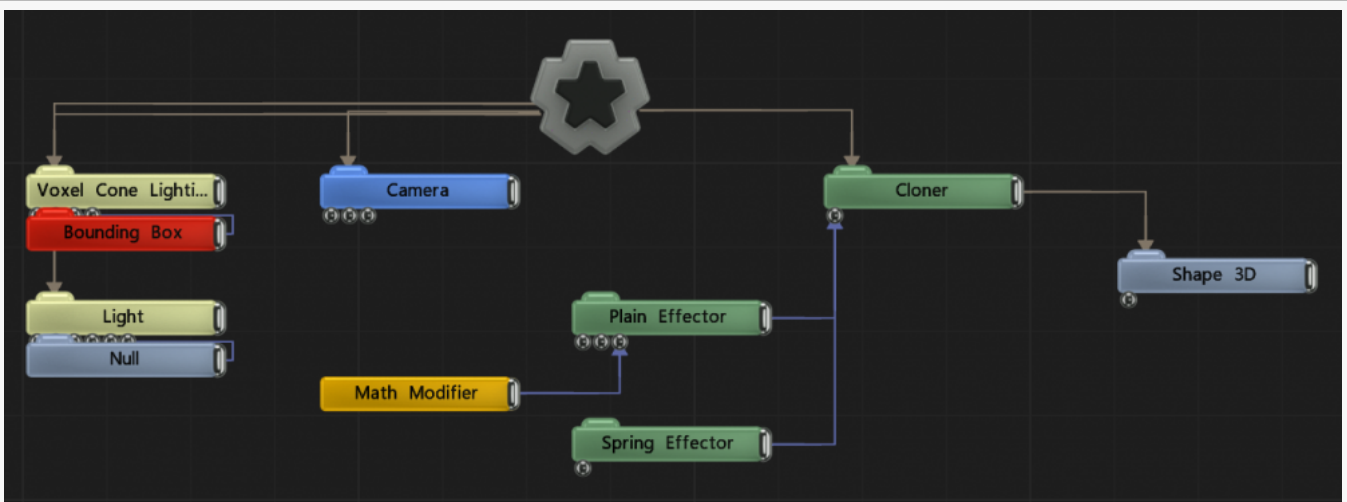 Voxel Cone Lighti...
Camera
Cloner
Bounding Box
Shape 3D
Light
Plain Effector
Null
Math Modifier
Spring Effector